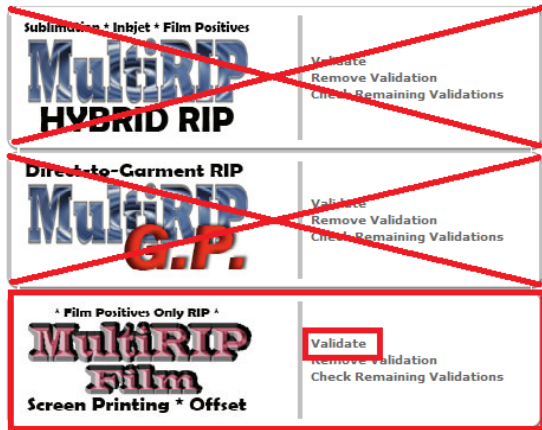 Sublimation * Inkjet * Film Positives
MultiRIP
HYBRID RIP
Validate
Remove Validation
Check Remaining Validations
Direct-to-Garment RIP
MultiRIP
G.P.
Validate
Remove Validation
Check Remaining Validations
* Film Positives Only RIP *
MultiRIP
Film
Screen Printing * Offset
Validate
Remove Validation
Check Remaining Validations